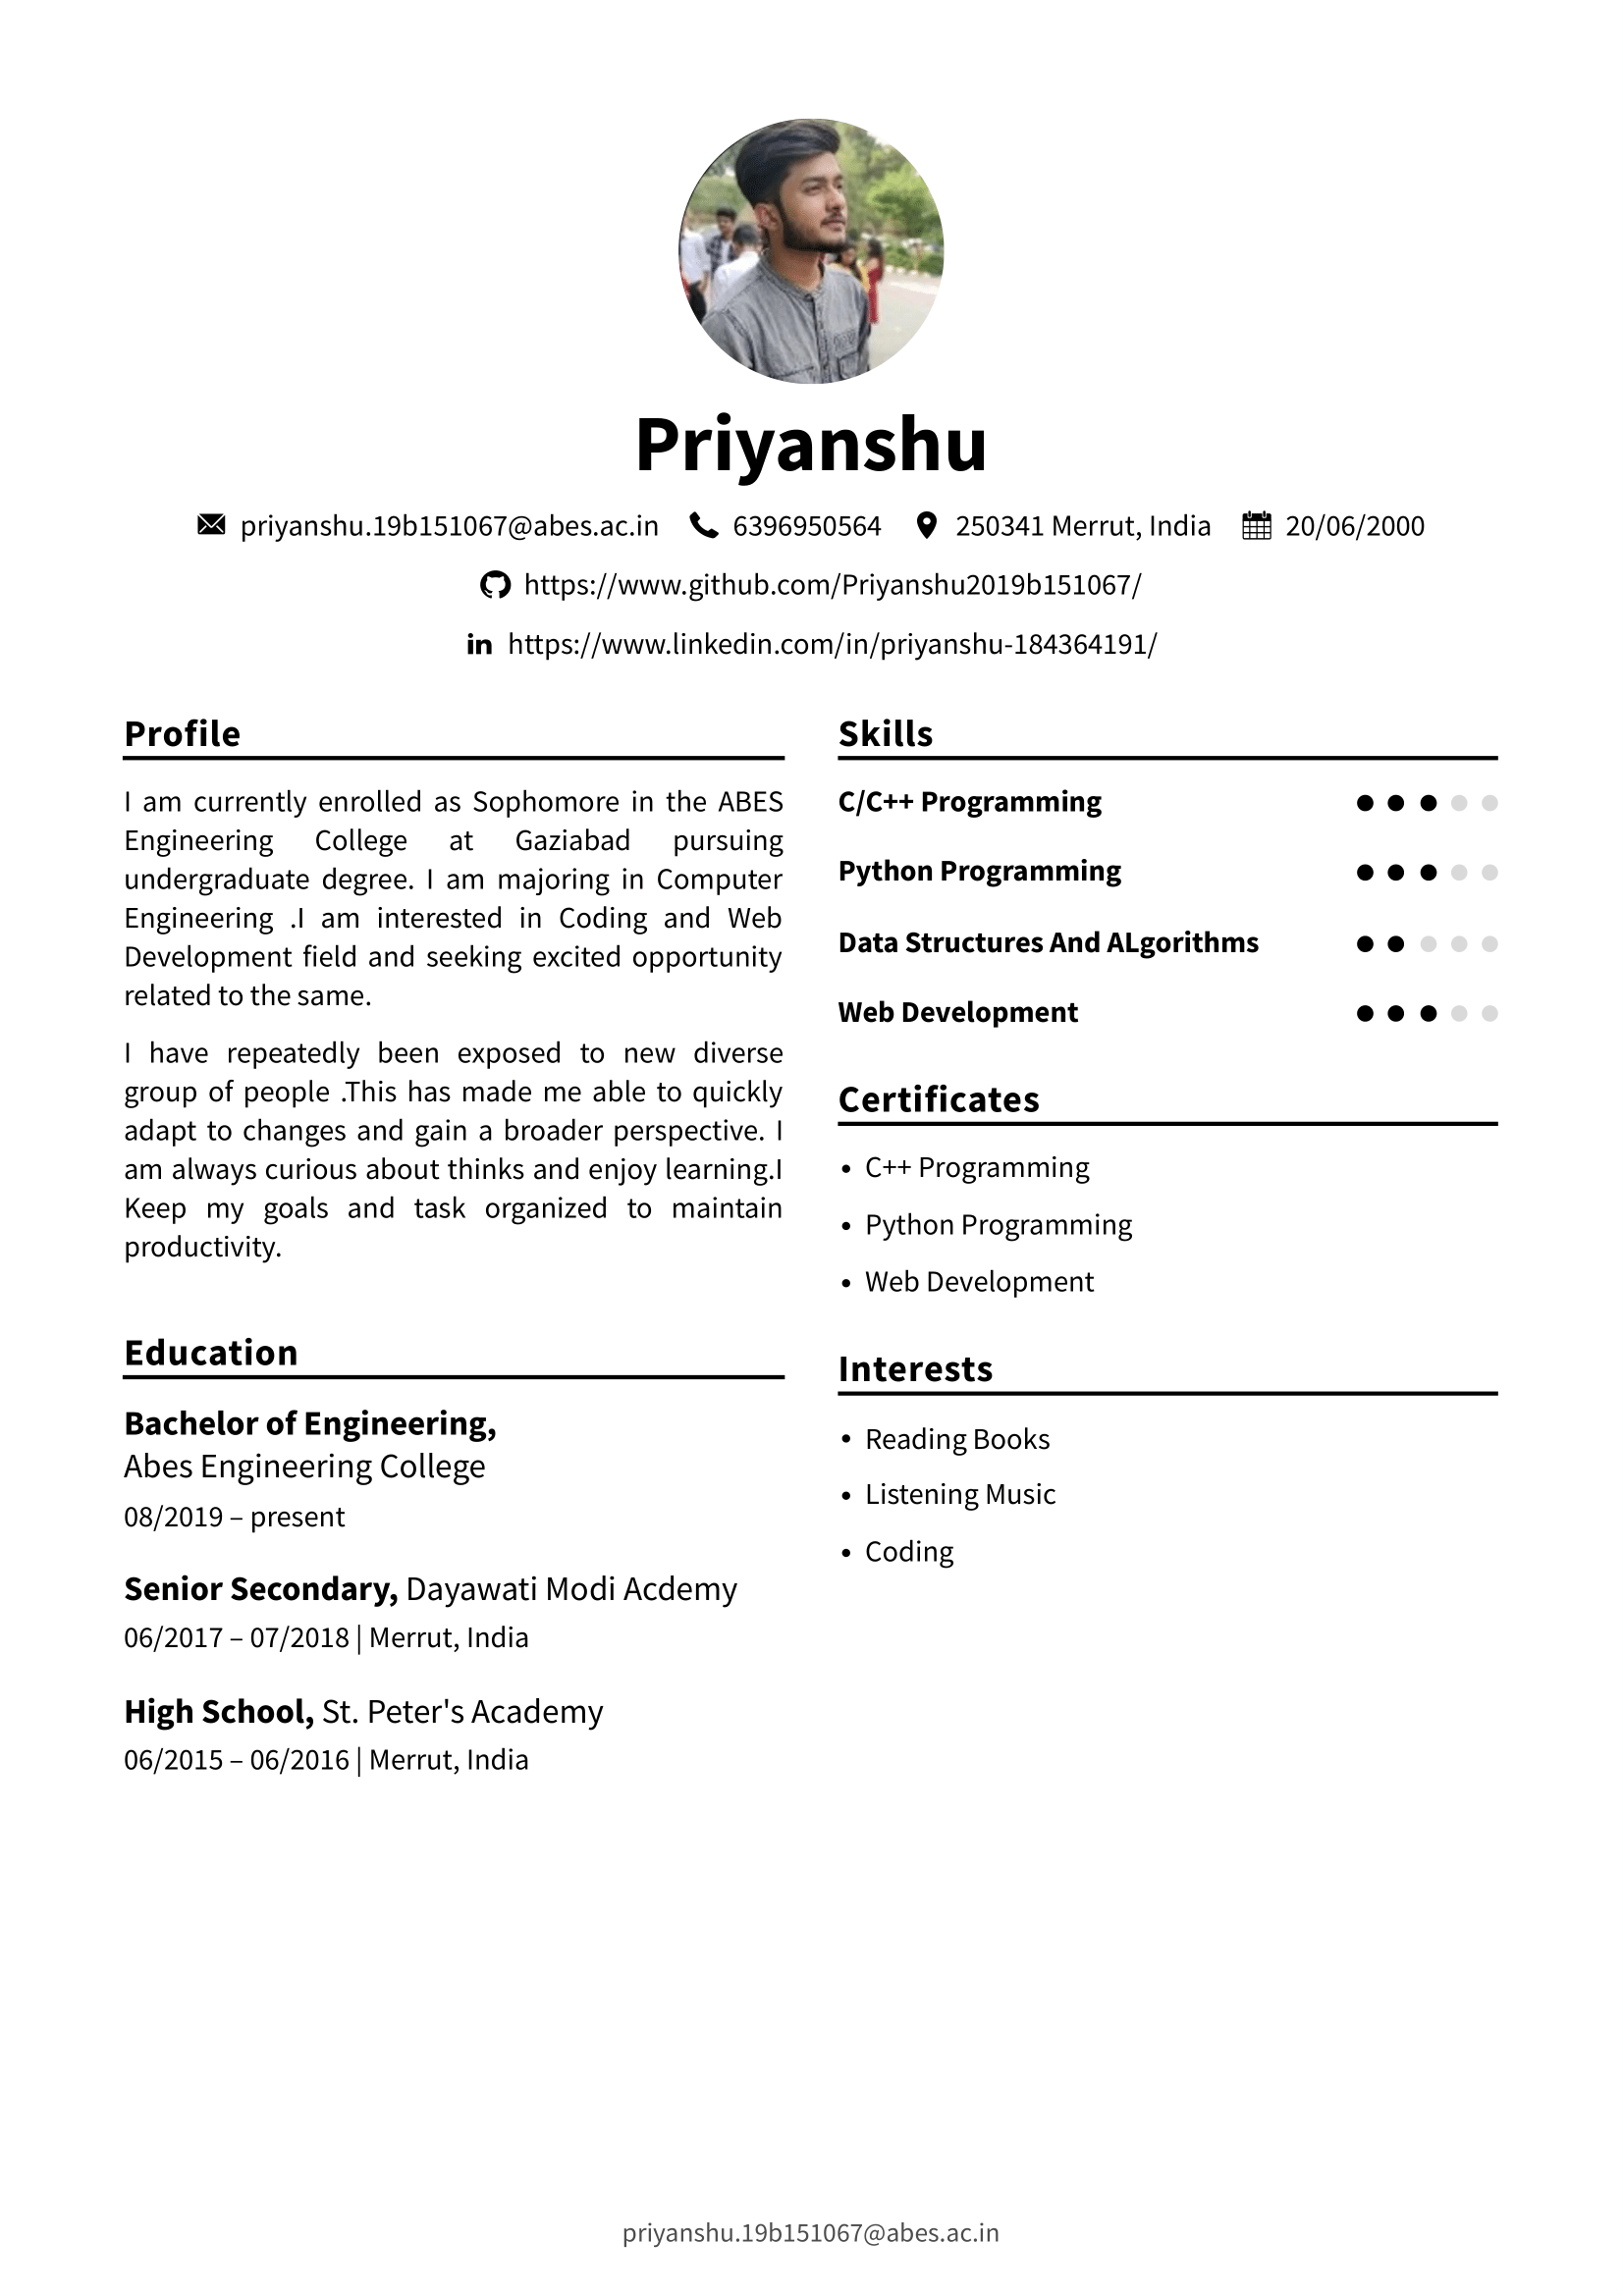 Priyanshu
priyanshu.19b151067@abes.ac.in 6396950564 250341 Merrut, India 20/06/2000
https://www.github.com/Priyanshu2019b151067/
in https://www.linkedin.com/in/priyanshu-184364191/
Profile
I am currently enrolled as Sophomore in the ABES
Engineering College at Gaziabad pursuing
undergraduate degree. I am majoring in Computer
Engineering .I am interested in Coding and Web
Development field and seeking excited opportunity
related to the same.
I have repeatedly been exposed to new diverse
group of people .This has made me able to quickly
adapt to changes and gain a broader perspective. I
am always curious about thinks and enjoy learning.I
Keep my goals and task organized to maintain
productivity.
Education
Bachelor of Engineering,
Abes Engineering College
08/2019 – present
Senior Secondary, Dayawati Modi Acdemy
06/2017 – 07/2018 | Merrut, India
High School, St. Peter's Academy
06/2015 – 06/2016 | Merrut, India
Skills
C/C++ Programming
Python Programming
Data Structures And ALgorithms
Web Development
Certificates
• C++ Programming
• Python Programming
• Web Development
Interests
• Reading Books
• Listening Music
• Coding
priyanshu.19b151067@abes.ac.in